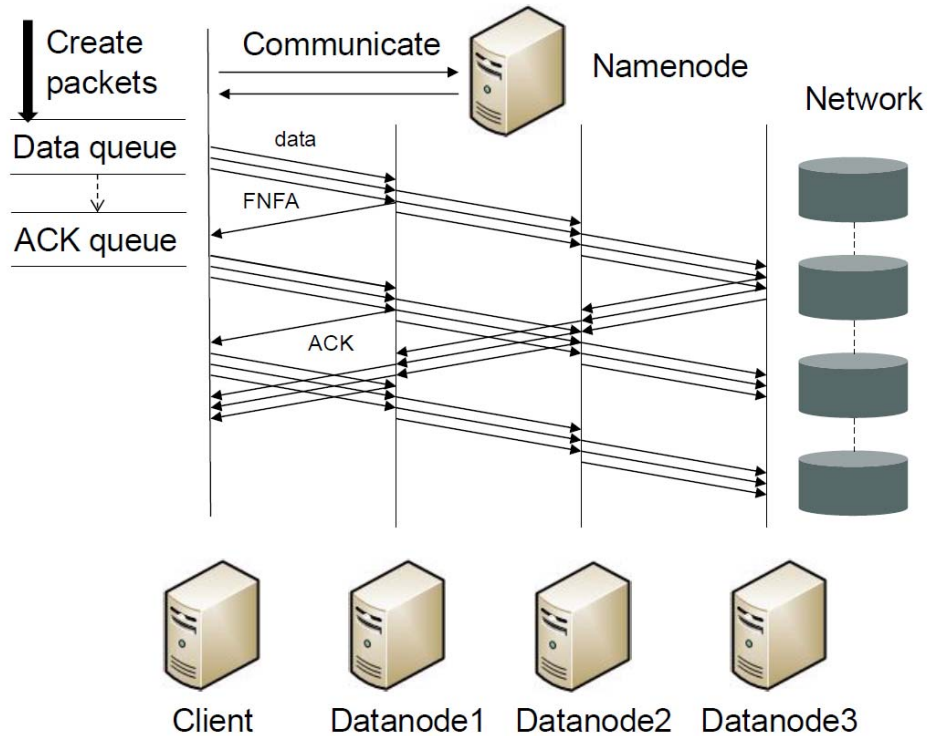 Create
packets
Communicate
Namenode
Network
Data queue
data
FNFA
ACK queue
ACK
Client
Datanode1
Datanode2
Datanode3